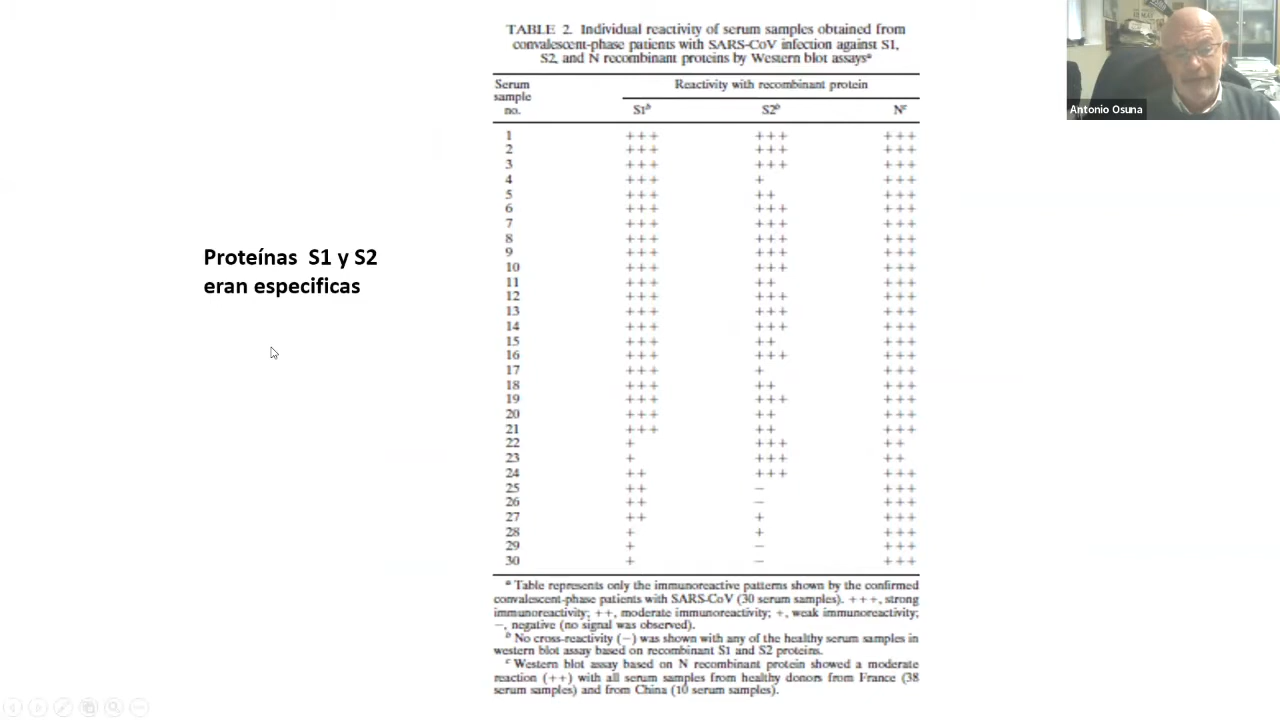 TABLE 2. Individual reactivity of serum samples obtained from
convalescent-phase patients with SARS-CoV infection against S1,
S2, and N recombinant proteins by Western blot assaysª
Serum
sample
no.
Reactivity with recombinant protein
S1ᵇ S2ᵇ Nᶜ
1 +++ +++ +++
2 +++ +++ +++
3 +++ +++ +++
4 +++ + +++
5 +++ ++ +++
6 +++ +++ +++
7 +++ +++ +++
8 +++ +++ +++
9 +++ +++ +++
10 +++ +++ +++
11 +++ ++ +++
12 +++ +++ +++
13 +++ +++ +++
14 +++ +++ +++
15 +++ ++ +++
16 +++ +++ +++
17 +++ + +++
18 +++ ++ +++
19 +++ +++ +++
20 +++ ++ +++
21 +++ ++ +++
22 + +++ ++
23 + +++ ++
24 ++ +++ +++
25 ++ − +++
26 ++ − +++
27 ++ + +++
28 + + +++
29 + − +++
30 + − +++
ª Table represents only the immunoreactive patterns shown by the confirmed
convalescent-phase patients with SARS-CoV (30 serum samples). +++, strong
immunoreactivity; ++, moderate immunoreactivity; +, weak immunoreactivity;
−, negative (no signal was observed).
ᵇ No cross-reactivity (−) was shown with any of the healthy serum samples in
western blot assay based on recombinant S1 and S2 proteins.
ᶜ Western blot assay based on N recombinant protein showed a moderate
reaction (++) with all serum samples from healthy donors from France (38
serum samples) and from China (10 serum samples).
Proteínas S1 y S2
eran especificas
Antonio Osuna